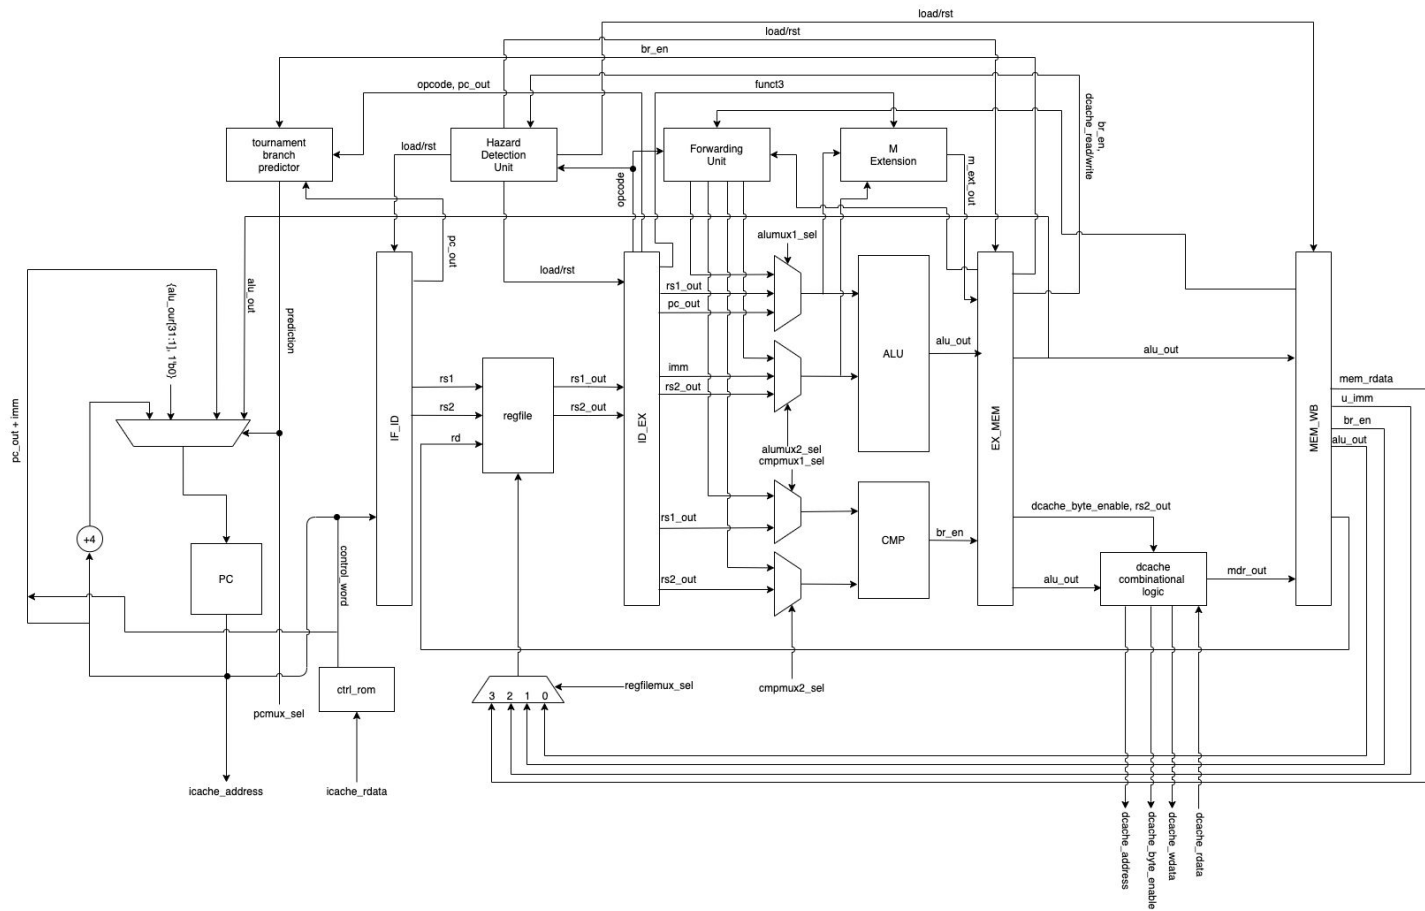 load/rst
load/rst
br_en
opcode, pc_out
funct3
dcache_read/write
br_en,
tournament
branch
predictor
load/rst
Hazard
Detection
Unit
opcode
Forwarding
Unit
M
Extension
m_ext_out
pc_out
alumux1_sel
load/rst
alu_out
{alu_our[31:1], 1'b0}
prediction
rs1_out
pc_out
ALU
alu_out
alu_out
imm
rs2_out
rs1
rs2
rd
regfile
rs1_out
rs2_out
IF_ID
ID_EX
EX_MEM
MEM_WB
mem_rdata
u_imm
br_en
alu_out
pc_out + imm
alumux2_sel
cmpmux1_sel
rs1_out
rs2_out
CMP
br_en
dcache_byte_enable, rs2_out
alu_out
dcache
combinational
logic
mdr_out
+4
PC
control_word
ctrl_rom
pcmux_sel
3 2 1 0
regfilemux_sel
cmpmux2_sel
icache_address
icache_rdata
dcache_address
dcache_byte_enable
dcache_wdata
dcache_rdata